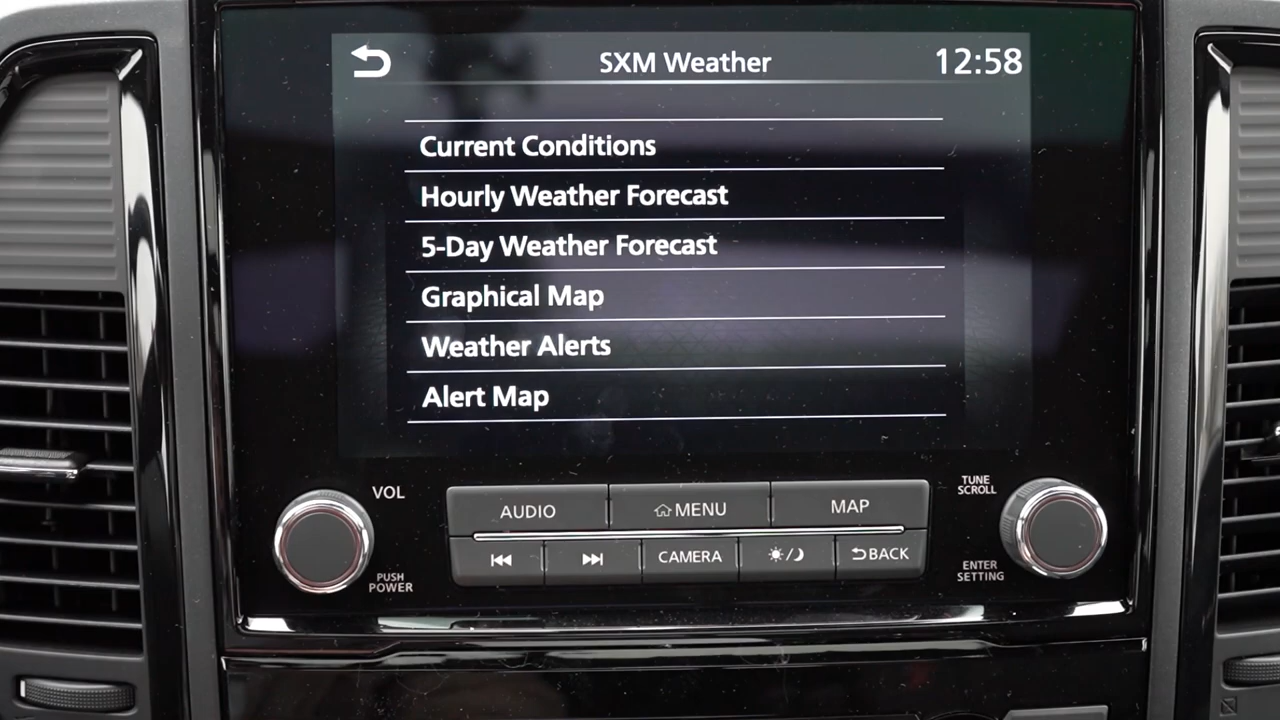 SXM Weather
12:58
Current Conditions
Hourly Weather Forecast
5-Day Weather Forecast
Graphical Map
Weather Alerts
Alert Map
VOL
PUSH
POWER
AUDIO
MENU
MAP
CAMERA
BACK
TUNE
SCROLL
ENTER
SETTING